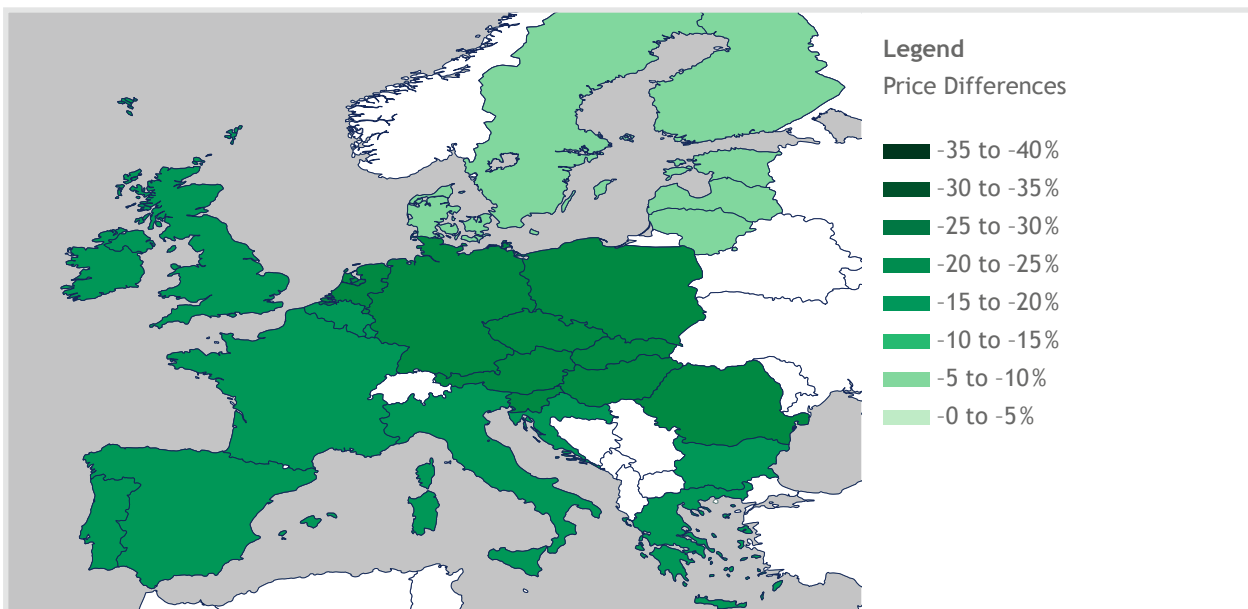 Legend
Price Differences
-35 to -40%
-30 to -35%
-25 to -30%
-20 to -25%
-15 to -20%
-10 to -15%
-5 to -10%
-0 to -5%